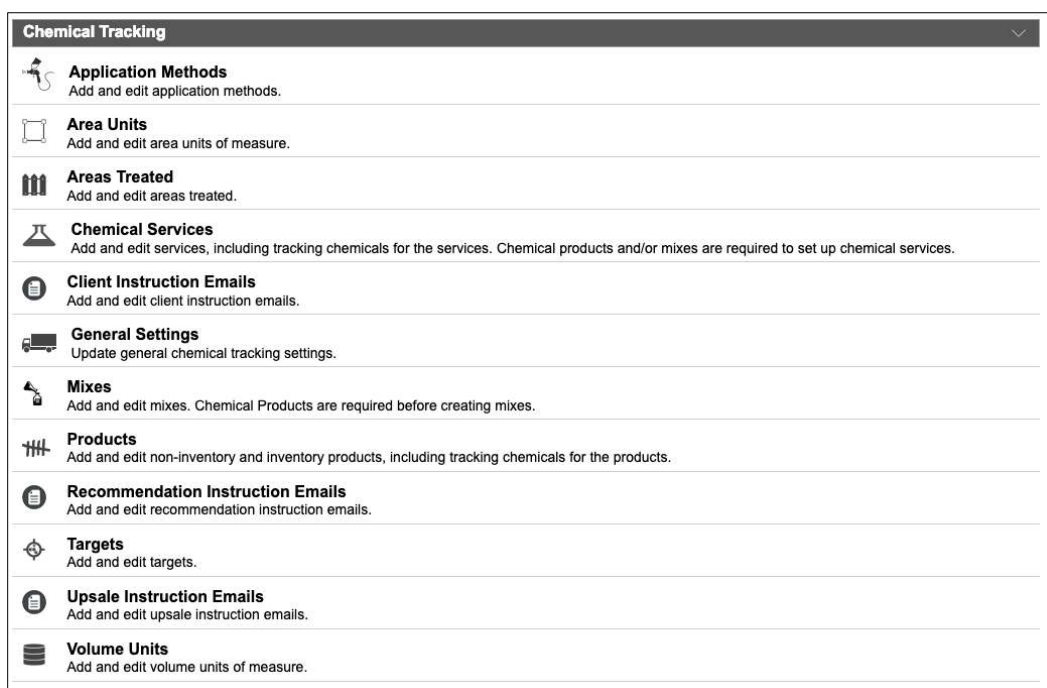 Chemical Tracking
Application Methods
Add and edit application methods.
Area Units
Add and edit area units of measure.
Areas Treated
Add and edit areas treated.
Chemical Services
Add and edit services, including tracking chemicals for the services. Chemical products and/or mixes are required to set up chemical services.
Client Instruction Emails
Add and edit client instruction emails.
General Settings
Update general chemical tracking settings.
Mixes
Add and edit mixes. Chemical Products are required before creating mixes.
Products
Add and edit non-inventory and inventory products, including tracking chemicals for the products.
Recommendation Instruction Emails
Add and edit recommendation instruction emails.
Targets
Add and edit targets.
Upsale Instruction Emails
Add and edit upsale instruction emails.
Volume Units
Add and edit volume units of measure.